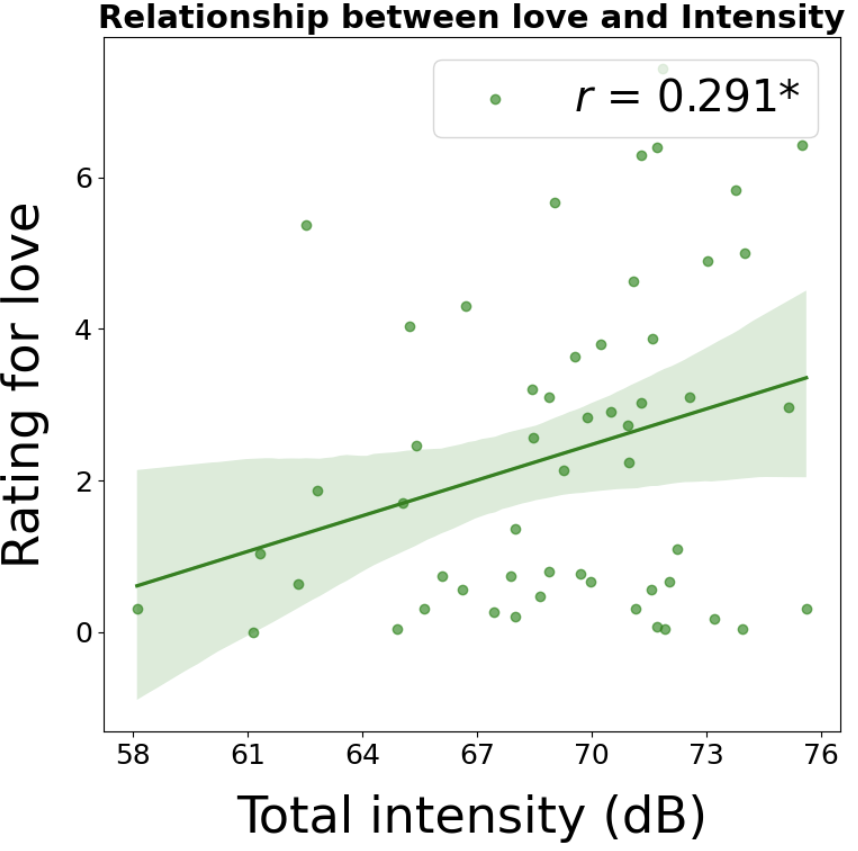 Relationship between love and Intensity
r = 0.291*
Rating for love
6
4
2
0
58 61 64 67 70 73 76
Total intensity (dB)